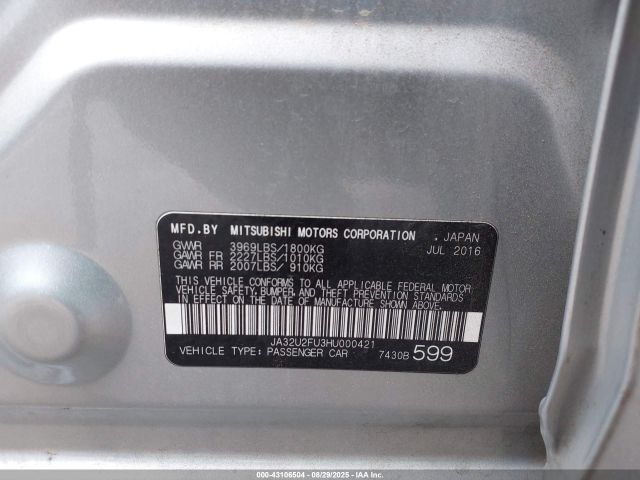 MFD.BY MITSUBISHI MOTORS CORPORATION , JAPAN
GVWR 3969LBS/1800KG JUL 2016
GAWR FR 2227LBS/1010KG
GAWR RR 2007LBS/ 910KG
THIS VEHICLE CONFORMS TO ALL APPLICABLE FEDERAL MOTOR
VEHICLE SAFETY, BUMPER AND THEFT PREVENTION STANDARDS
IN EFFECT ON THE DATE OF MANUFACTURE SHOWN ABOVE.
JA32U2FU3HU000421
VEHICLE TYPE: PASSENGER CAR 7430B 599
000-43106504 - 08/29/2025 - IAAI.COM